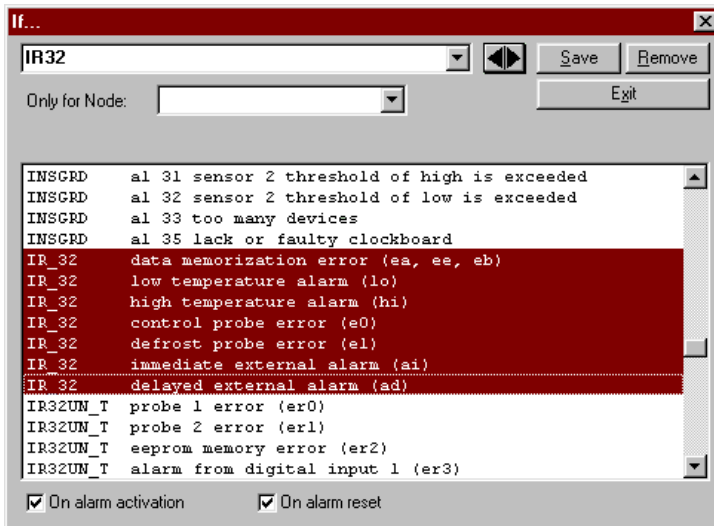 If...
IR32
Save
Remove
Only for Node:
Exit
INSGRD al 31 sensor 2 threshold of high is exceeded
INSGRD al 32 sensor 2 threshold of low is exceeded
INSGRD al 33 too many devices
INSGRD al 35 lack or faulty clockboard
IR_32 data memorization error (ea, ee, eb)
IR_32 low temperature alarm (lo)
IR_32 high temperature alarm (hi)
IR_32 control probe error (e0)
IR_32 defrost probe error (e1)
IR_32 immediate external alarm (ai)
IR_32 delayed external alarm (ad)
IR32UN_T probe 1 error (er0)
IR32UN_T probe 2 error (er1)
IR32UN_T eeprom memory error (er2)
IR32UN_T alarm from digital input 1 (er3)
On alarm activation
On alarm reset